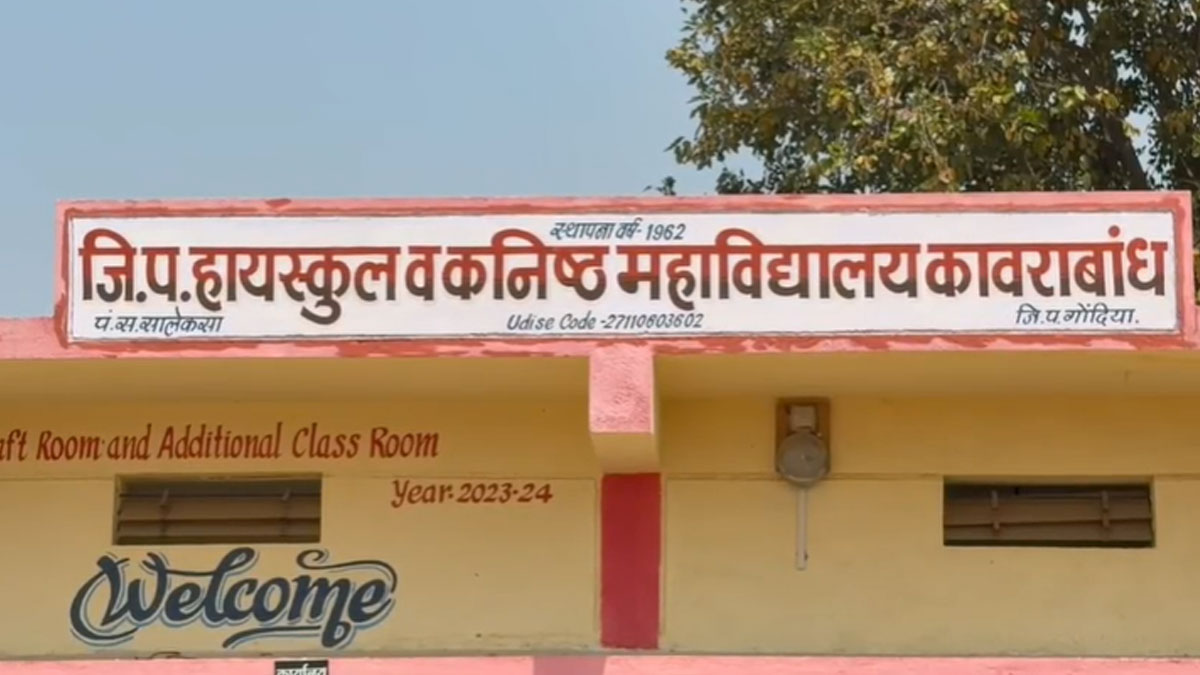 स्थापना वर्ष- 1962
जि.प.हायस्कुल व कनिष्ठ महाविद्यालय कावराबांध
पं.स.सालेकसा Udise Code -27110603602 जि.प.गोंदिया.
Room and Additional Class Room
Year-2023-24
Welcome
कार्यालय